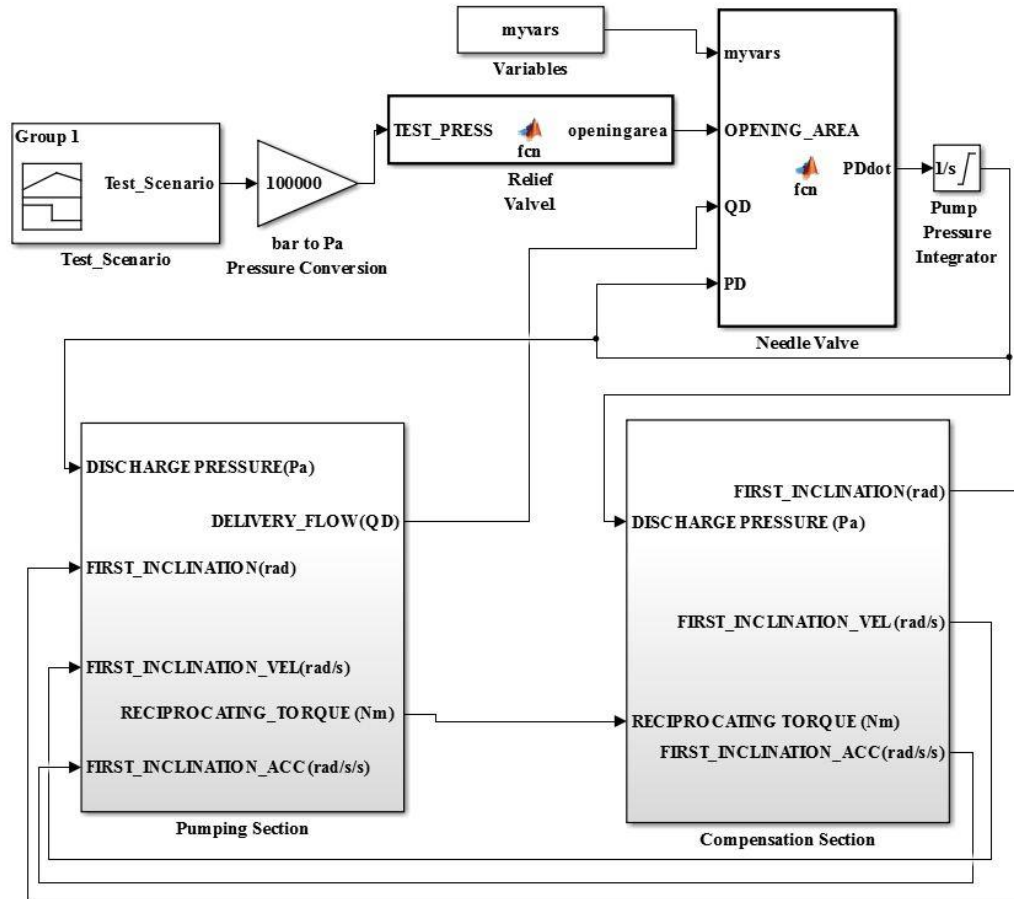 myvars
Variables
myvars
OPENING_AREA
fcn
QD
PD
PDdot
Needle Valve
1/s
Pump
Pressure
Integrator
TEST_PRESS
fcn
openingarea
Relief
Valve1
Group 1
Test_Scenario
Test_Scenario
100000
bar to Pa
Pressure Conversion
DISCHARGE PRESSURE(Pa)
DELIVERY_FLOW(QD)
FIRST_INCLINATION(rad)
FIRST_INCLINATION_VEL(rad/s)
RECIPROCATING_TORQUE (Nm)
FIRST_INCLINATION_ACC(rad/s/s)
Pumping Section
FIRST_INCLINATION(rad)
DISCHARGE PRESSURE (Pa)
FIRST_INCLINATION_VEL (rad/s)
RECIPROCATING TORQUE (Nm)
FIRST_INCLINATION_ACC(rad/s/s)
Compensation Section